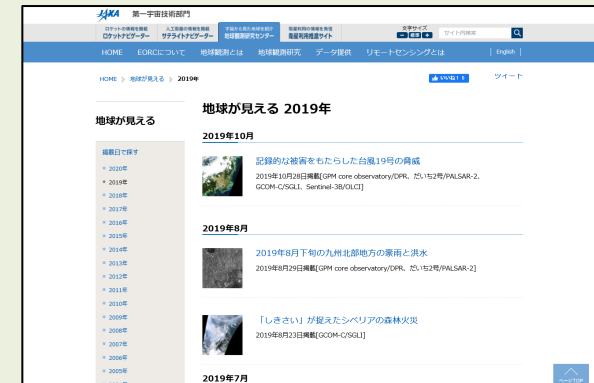 JAXA 第一宇宙技術部門
ロケットの情報を掲載
ロケットナビゲーター
人工衛星の情報を掲載
サテライトナビゲーター
宇宙から見た地球を紹介
地球観測研究センター
衛星利用の情報を発信
衛星利用推進サイト
文字サイズ
－ 標準 ＋
サイト内検索
HOME EORCについて 地球観測とは 地球観測研究 データ提供 リモートセンシングとは English
HOME 》 地球が見える 》 2019年
いいね！ 0 ツイート
地球が見える
掲載日で探す
2020年
2019年
2018年
2017年
2016年
2015年
2014年
2013年
2012年
2011年
2010年
2009年
2008年
2007年
2006年
2005年
地球が見える 2019年
2019年10月
記録的な被害をもたらした台風19号の脅威
2019年10月28日掲載[GPM core observatory/DPR、だいち2号/PALSAR-2、
GCOM-C/SGLI、Sentinel-3B/OLCI]
2019年8月
2019年8月下旬の九州北部地方の豪雨と洪水
2019年8月29日掲載[GPM core observatory/DPR、だいち2号/PALSAR-2]
「しきさい」が捉えたシベリアの森林火災
2019年8月23日掲載[GCOM-C/SGLI]
2019年7月
ページTOP